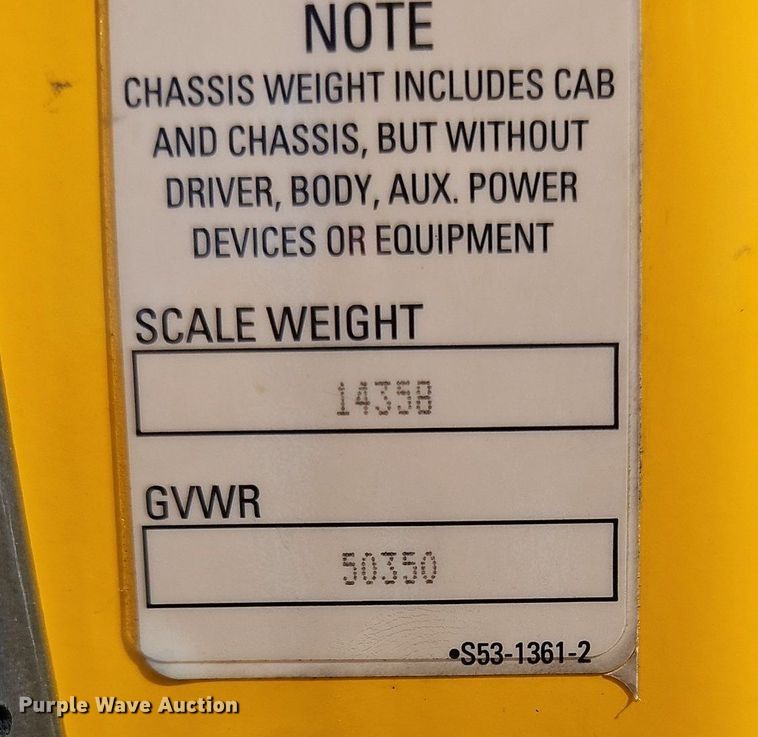 NOTE
CHASSIS WEIGHT INCLUDES CAB
AND CHASSIS, BUT WITHOUT
DRIVER, BODY, AUX. POWER
DEVICES OR EQUIPMENT
SCALE WEIGHT
14358
GVWR
50350
•S53-1361-2
Purple Wave Auction